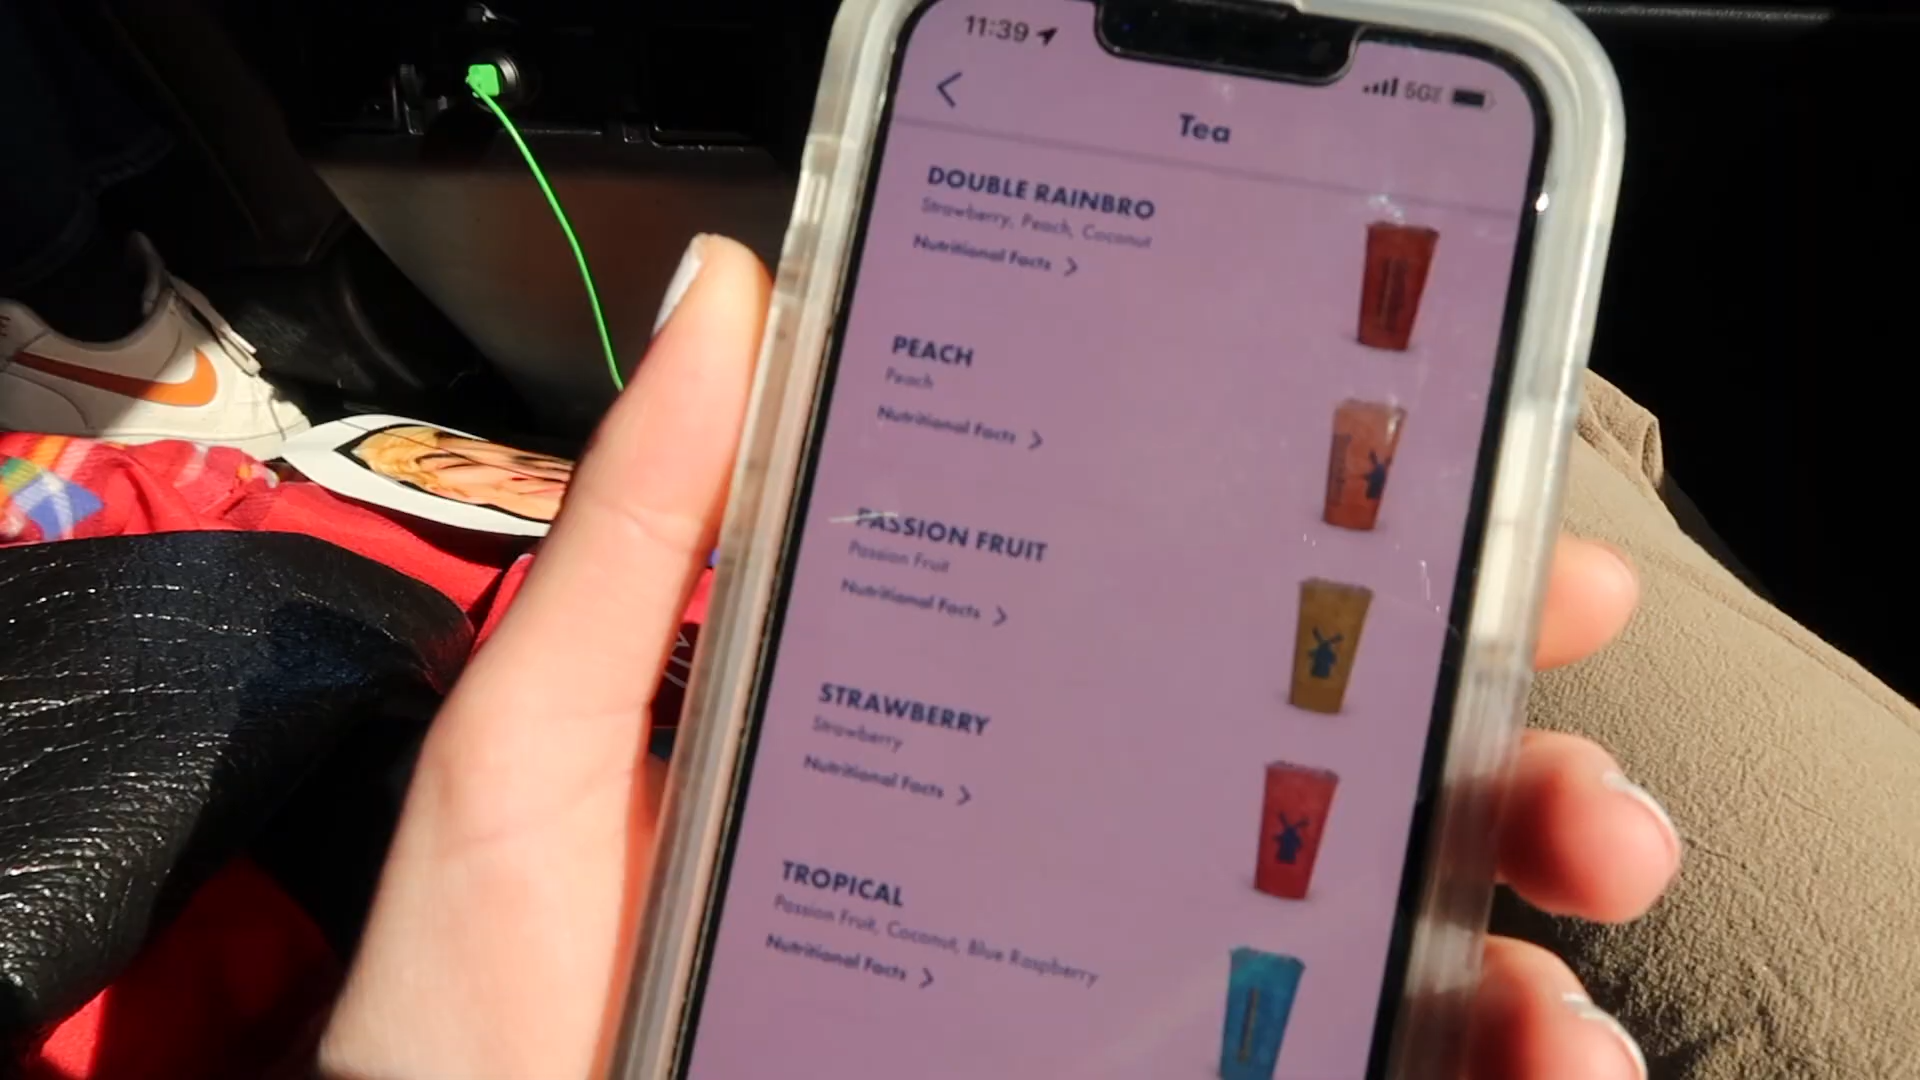 11:39
5G
Tea
DOUBLE RAINBRO
Strawberry, Peach, Coconut
Nutritional Facts
PEACH
Peach
Nutritional Facts
PASSION FRUIT
Passion Fruit
Nutritional Facts
STRAWBERRY
Strawberry
Nutritional Facts
TROPICAL
Passion Fruit, Coconut, Blue Raspberry
Nutritional Facts